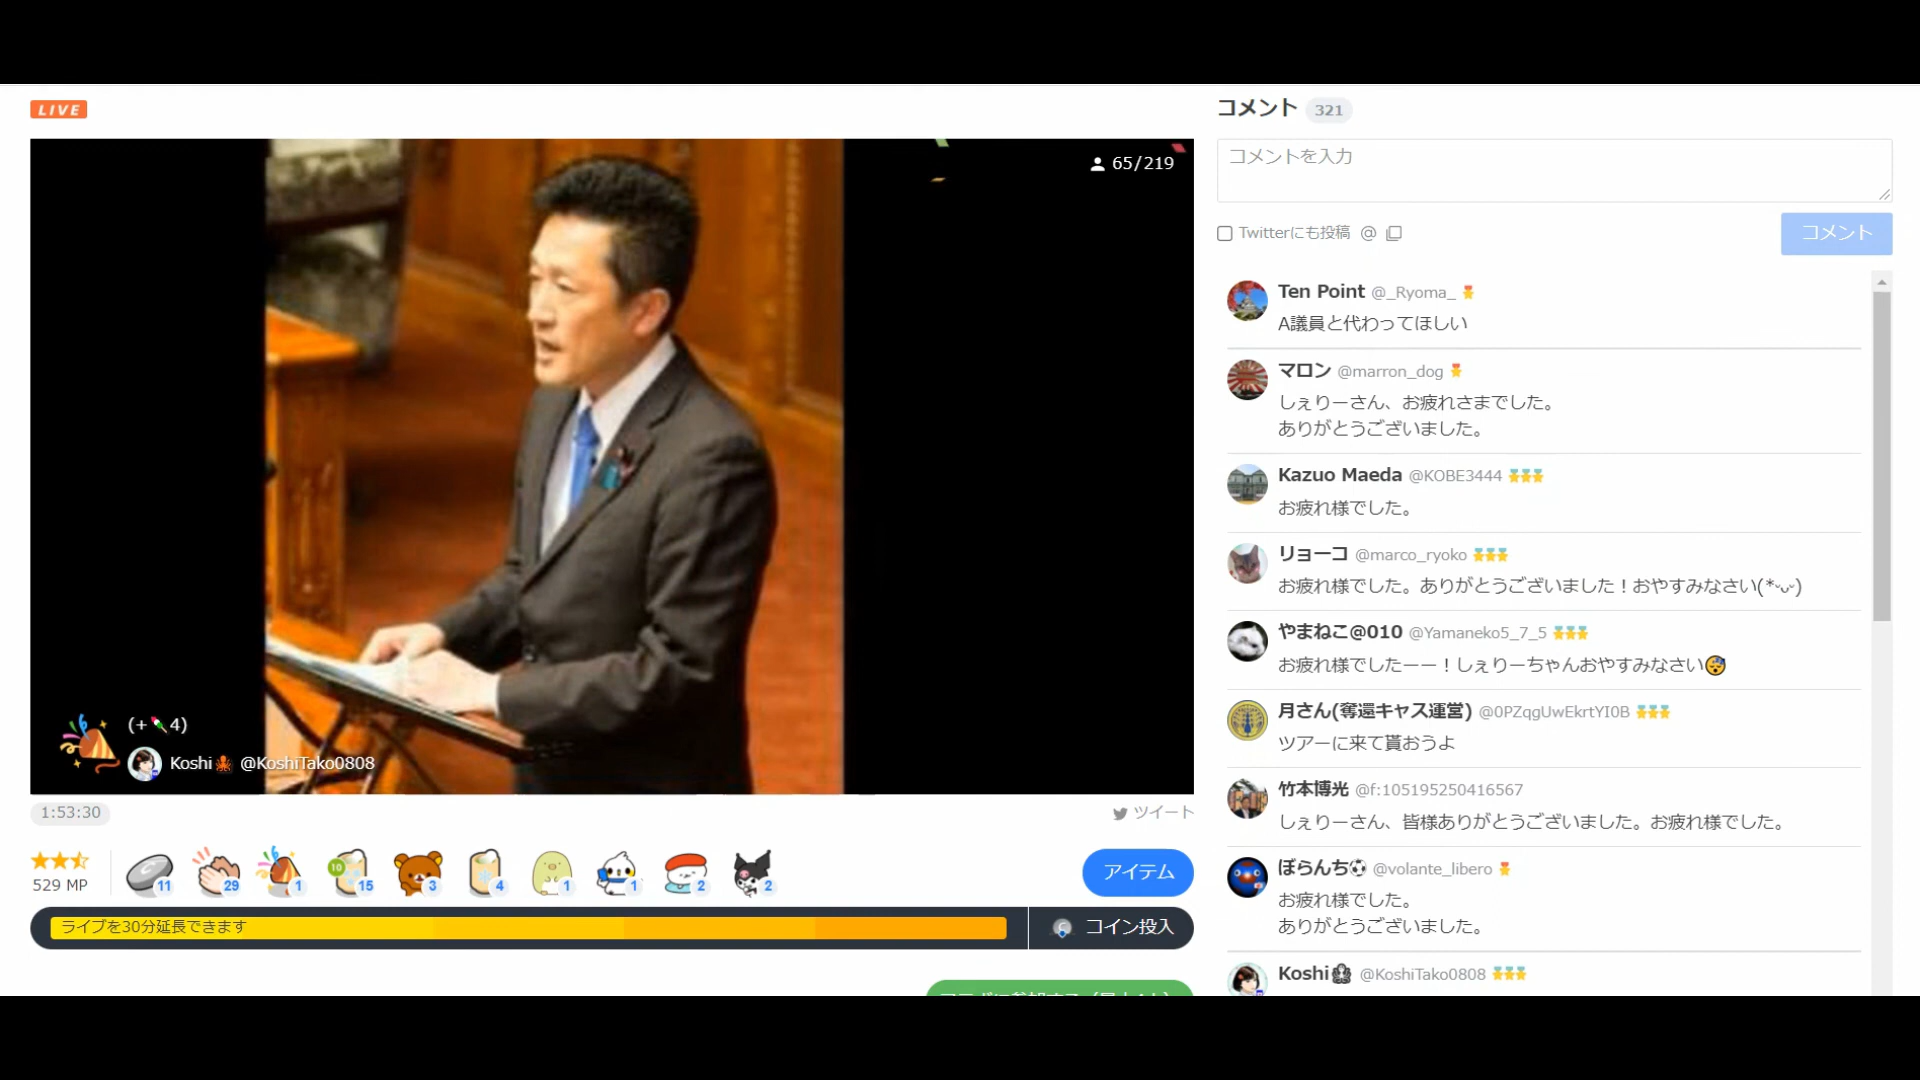 LIVE
65/219
(+4)
Koshi @KoshiTako0808
1:53:30
ツイート
529 MP
11
29
1
10
15
3
4
1
1
2
2
アイテム
ライブを30分延長できます
コイン投入
コメント 321
コメントを入力
Twitterにも投稿 @
コメント
Ten Point @_Ryoma_
A議員と代わってほしい
マロン @marron_dog
しぇりーさん、お疲れさまでした。
ありがとうございました。
Kazuo Maeda @KOBE3444
お疲れ様でした。
リョーコ @marco_ryoko
お疲れ様でした。ありがとうございました！おやすみなさい(*ᵕᴗᵕ)
やまねこ@010 @Yamaneko5_7_5
お疲れ様でしたーー！しぇりーちゃんおやすみなさい😴
月さん(奪還キャス運営) @0PZqgUwEkrtYI0B
ツアーに来て貰おうよ
竹本博光 @f:105195250416567
しぇりーさん、皆様ありがとうございました。お疲れ様でした。
ぼらんち⚽ @volante_libero
お疲れ様でした。
ありがとうございました。
Koshi🐙 @KoshiTako0808